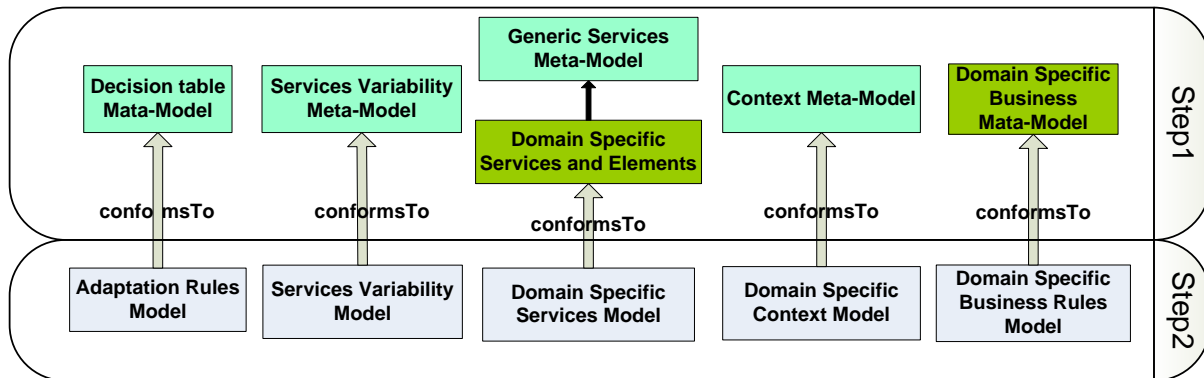 Generic Services
Meta-Model
Decision table
Mata-Model
Services Variability
Meta-Model
Context Meta-Model
Domain Specific
Business
Mata-Model
Domain Specific
Services and Elements
Step1
conformsTo
conformsTo
conformsTo
conformsTo
conformsTo
Adaptation Rules
Model
Services Variability
Model
Domain Specific
Services Model
Domain Specific
Context Model
Domain Specific
Business Rules
Model
Step2